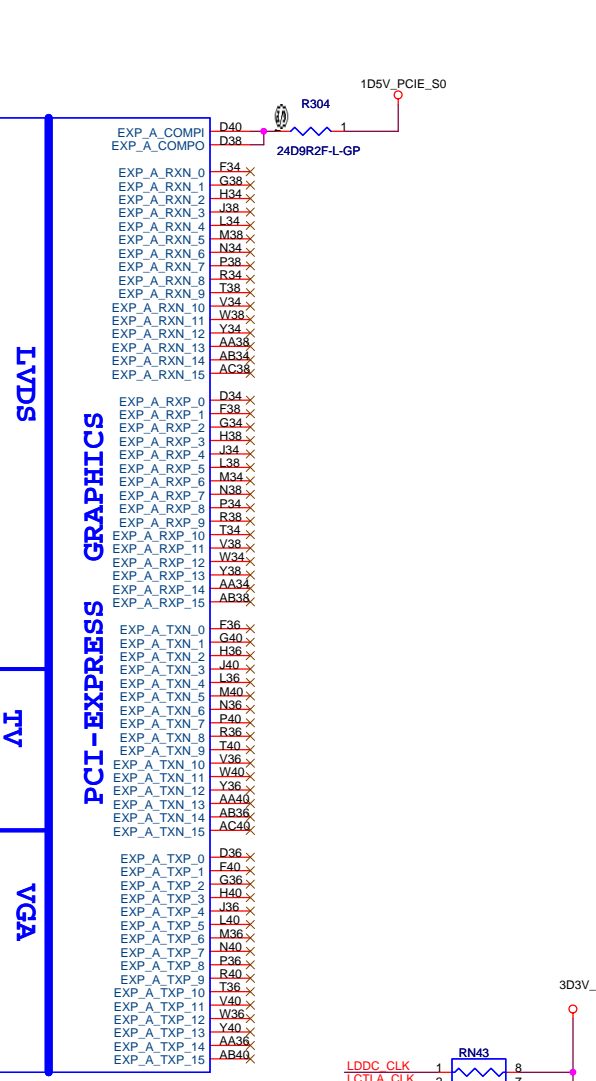 1D5V_PCIE_S0
R304
EXP_A_COMPI D40 1
EXP_A_COMPO D38
24D9R2F-L-GP
EXP_A_RXN_0 F34
EXP_A_RXN_1 G38
EXP_A_RXN_2 H34
EXP_A_RXN_3 J38
EXP_A_RXN_4 L34
EXP_A_RXN_5 M38
EXP_A_RXN_6 N34
EXP_A_RXN_7 P38
EXP_A_RXN_8 R34
EXP_A_RXN_9 T38
EXP_A_RXN_10 V34
EXP_A_RXN_11 W38
EXP_A_RXN_12 Y34
EXP_A_RXN_13 AA38
EXP_A_RXN_14 AB34
EXP_A_RXN_15 AC38
EXP_A_RXP_0 D34
EXP_A_RXP_1 F38
EXP_A_RXP_2 G34
EXP_A_RXP_3 H38
EXP_A_RXP_4 J34
EXP_A_RXP_5 L38
EXP_A_RXP_6 M34
EXP_A_RXP_7 N38
EXP_A_RXP_8 P34
EXP_A_RXP_9 R38
EXP_A_RXP_10 T34
EXP_A_RXP_11 V38
EXP_A_RXP_12 W34
EXP_A_RXP_13 Y38
EXP_A_RXP_14 AA34
EXP_A_RXP_15 AB38
EXP_A_TXN_0 F36
EXP_A_TXN_1 G40
EXP_A_TXN_2 H36
EXP_A_TXN_3 J40
EXP_A_TXN_4 L36
EXP_A_TXN_5 M40
EXP_A_TXN_6 N36
EXP_A_TXN_7 P40
EXP_A_TXN_8 R36
EXP_A_TXN_9 T40
EXP_A_TXN_10 V36
EXP_A_TXN_11 W40
EXP_A_TXN_12 Y36
EXP_A_TXN_13 AA40
EXP_A_TXN_14 AB36
EXP_A_TXN_15 AC40
EXP_A_TXP_0 D36
EXP_A_TXP_1 F40
EXP_A_TXP_2 G36
EXP_A_TXP_3 H40
EXP_A_TXP_4 J36
EXP_A_TXP_5 L40
EXP_A_TXP_6 M36
EXP_A_TXP_7 N40
EXP_A_TXP_8 P36
EXP_A_TXP_9 R40
EXP_A_TXP_10 T36
EXP_A_TXP_11 V40
EXP_A_TXP_12 W36
EXP_A_TXP_13 Y40
EXP_A_TXP_14 AA36
EXP_A_TXP_15 AB40
LVDS
TV
VGA
PCI-EXPRESS GRAPHICS
3D3V_
RN43
LDDC_CLK 1 8
LCTLA_CLK 2 7